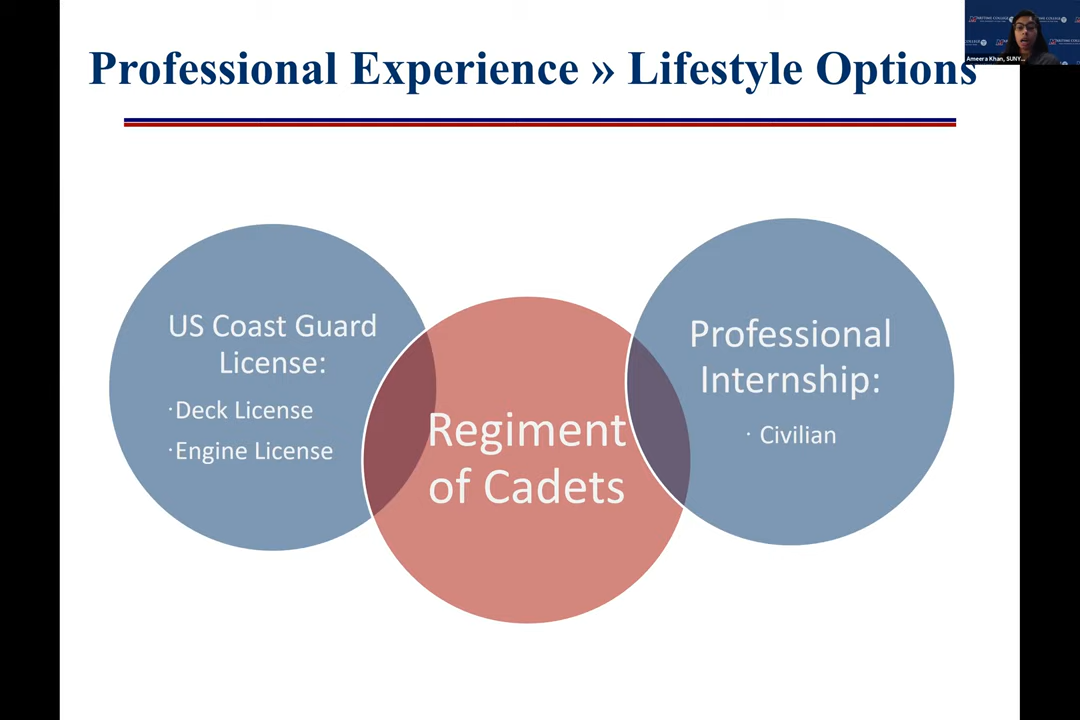 Professional Experience » Lifestyle Options
US Coast Guard
License:
·Deck License
·Engine License
Regiment
of Cadets
Professional
Internship:
· Civilian
Ameera Khan, SUNY...